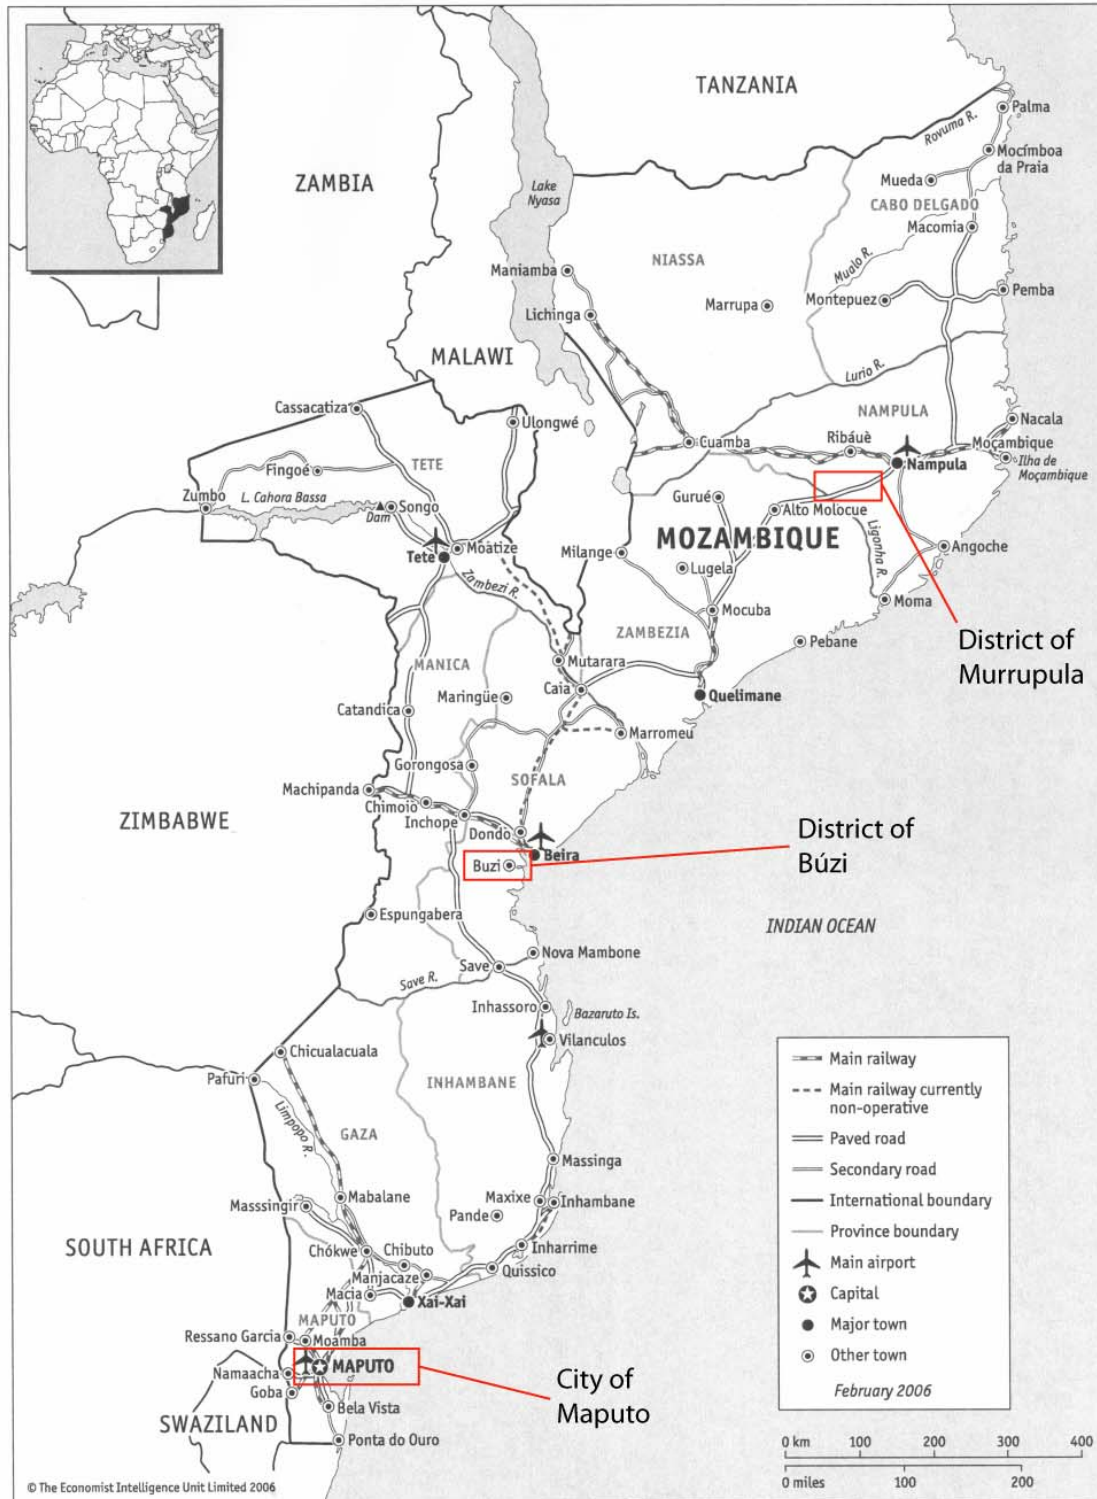 TANZANIA
Palma
Rovuma R.
Mocímboa
da Praia
ZAMBIA
Lake
Nyasa
Mueda
CABO DELGADO
Macomia
NIASSA
Mualo R.
Maniamba
Marrupa
Montepuez
Pemba
Lichinga
MALAWI
Lurio R.
NAMPULA
Cassacatiza
Ulongwé
Nacala
Cuamba
Ribáuè
Moçambique
Nampula
Ilha de
Moçambique
TETE
Fingoé
L. Cahora Bassa
Zumbo
Songo
Dam
Gurué
Alto Molocue
MOZAMBIQUE
Ligonha R.
Angoche
Moatize
Tete
Milange
Lugela
Zambezi R.
Moma
Mocuba
ZAMBEZIA
Pebane
District of
Murrupula
MANICA
Mutarara
Maringüe
Caia
Quelimane
Catandica
Marromeu
Gorongosa
SOFALA
Machipanda
Chimoio
ZIMBABWE
Inchope
Dondo
District of
Búzi
Beira
Buzi
Espungabera
INDIAN OCEAN
Nova Mambone
Save
Save R.
Inhassoro
Bazaruto Is.
Vilanculos
Chicualacuala
Pafuri
INHAMBANE
Limpopo R.
GAZA
Massinga
Mabalane
Masssingir
Maxixe
Inhambane
Pande
SOUTH AFRICA
Chókwe
Chibuto
Inharrime
Manjacaze
Quissico
Macia
Xai-Xai
MAPUTO
Ressano Garcia
Moamba
MAPUTO
Namaacha
Goba
City of
Maputo
Bela Vista
SWAZILAND
Ponta do Ouro
Main railway
Main railway currently
non-operative
Paved road
Secondary road
International boundary
Province boundary
Main airport
Capital
Major town
Other town
February 2006
0 km 100 200 300 400
0 miles 100 200
© The Economist Intelligence Unit Limited 2006